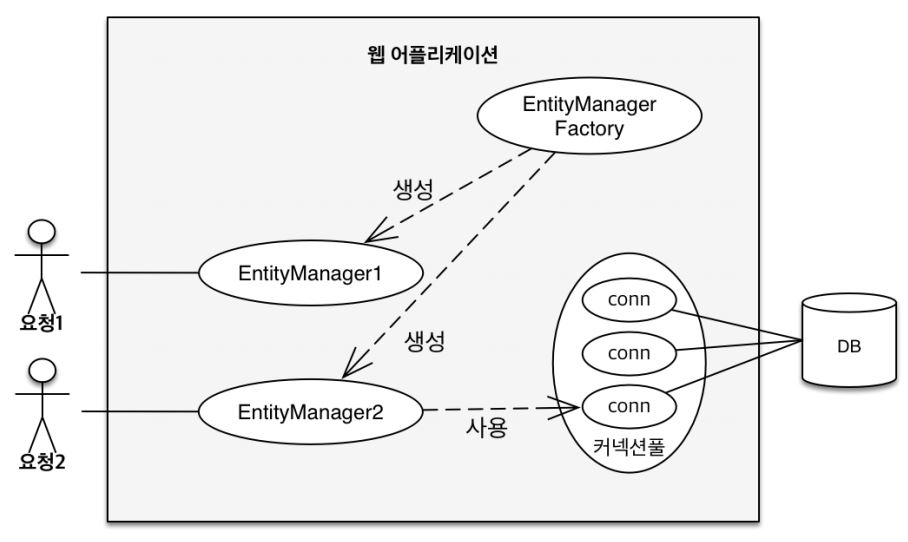 웹 어플리케이션
EntityManager
Factory
생성
EntityManager1
요청1
conn
conn
conn
커넥션풀
DB
생성
EntityManager2
사용
요청2